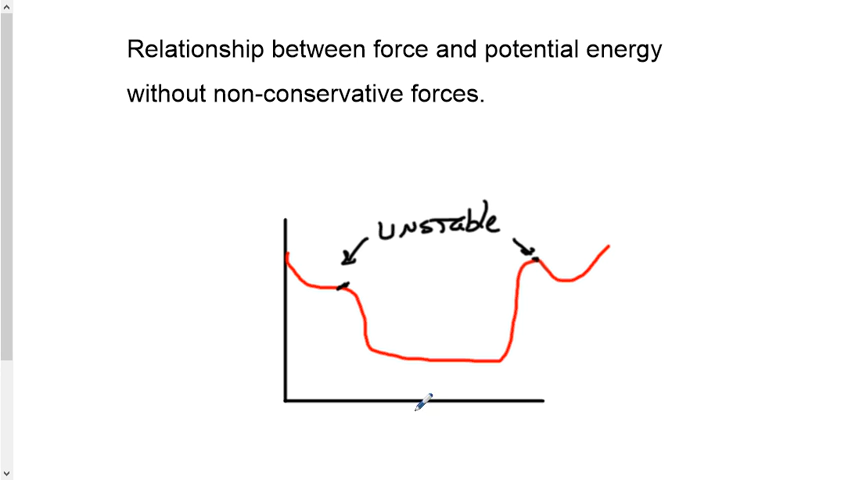 Relationship between force and potential energy
without non-conservative forces.
UNSTable